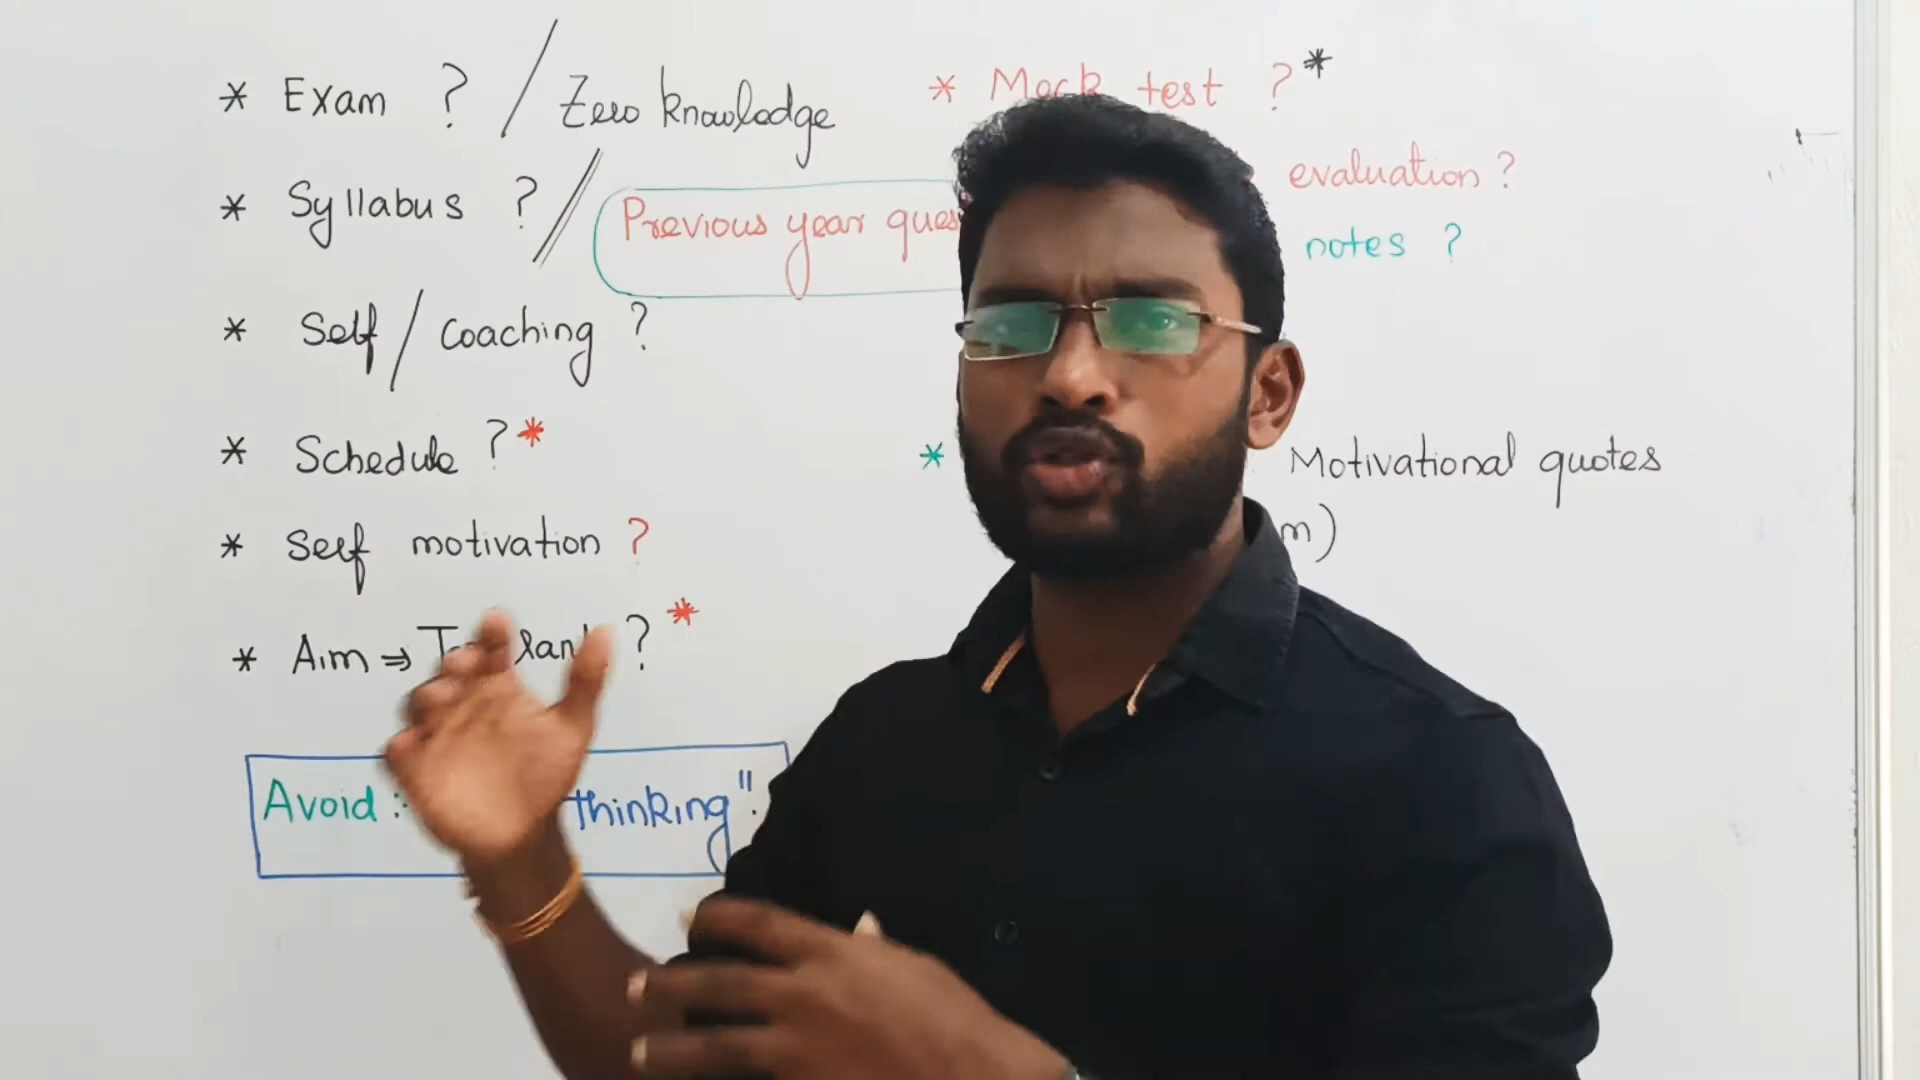 * Exam ? / Zero knowledge
* Syllabus ? // Previous year
* Self / Coaching ?
* Schedule ? *
* Self motivation ?
* Aim ⇒ ? *
Avoid : thinking".
* Mock test ? *
evaluation ?
notes ?
* Motivational quotes